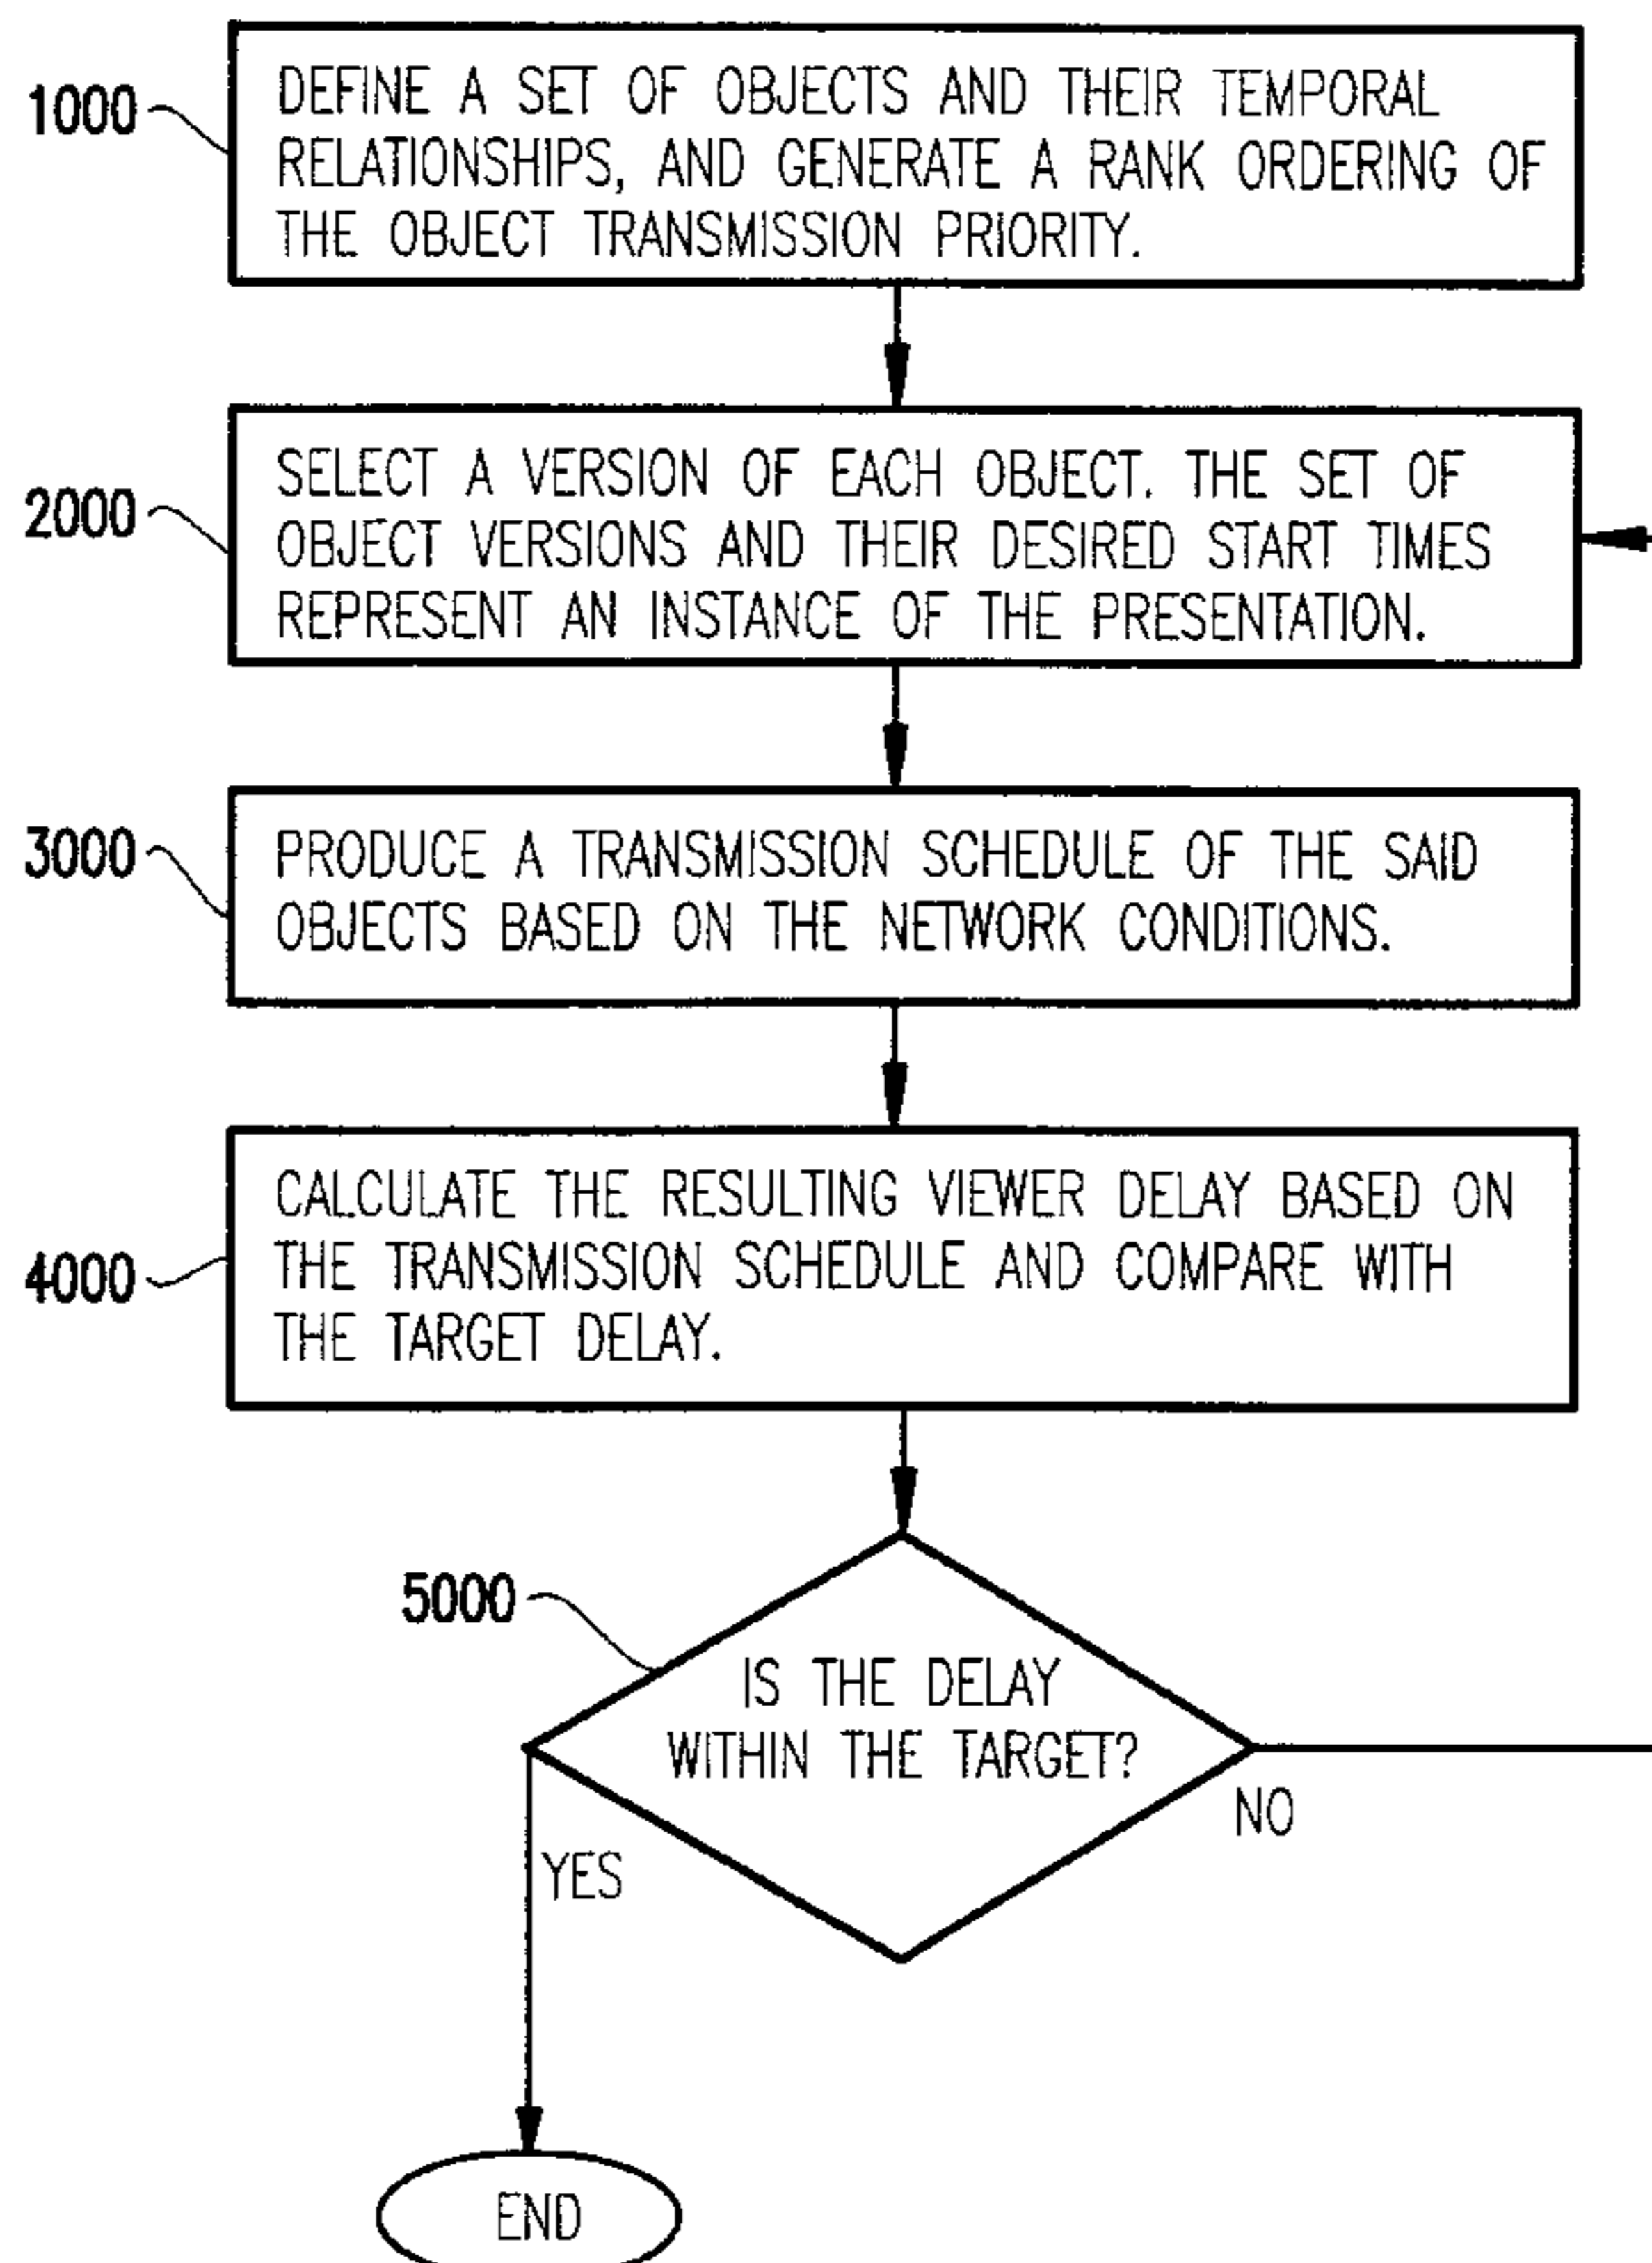 1000
DEFINE A SET OF OBJECTS AND THEIR TEMPORAL
RELATIONSHIPS, AND GENERATE A RANK ORDERING OF
THE OBJECT TRANSMISSION PRIORITY.
2000
SELECT A VERSION OF EACH OBJECT. THE SET OF
OBJECT VERSIONS AND THEIR DESIRED START TIMES
REPRESENT AN INSTANCE OF THE PRESENTATION.
3000
PRODUCE A TRANSMISSION SCHEDULE OF THE SAID
OBJECTS BASED ON THE NETWORK CONDITIONS.
4000
CALCULATE THE RESULTING VIEWER DELAY BASED ON
THE TRANSMISSION SCHEDULE AND COMPARE WITH
THE TARGET DELAY.
5000
IS THE DELAY
WITHIN THE TARGET?
NO
YES
END